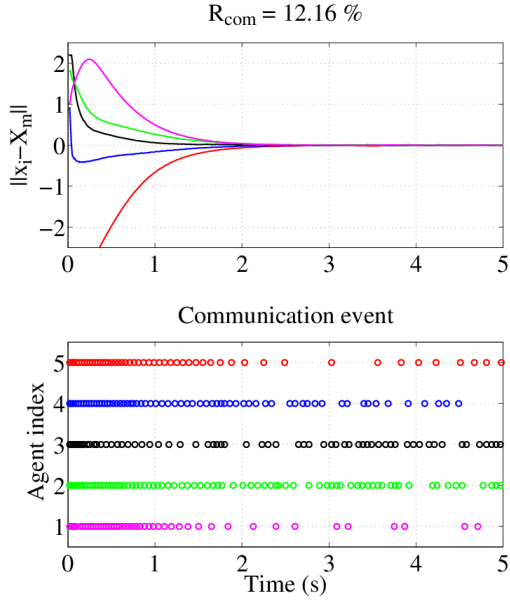 R_com = 12.16 %
||x_i−X_m||
2
1
0
−1
−2
0 1 2 3 4 5
Communication event
Agent index
5
4
3
2
1
0 1 2 3 4 5
Time (s)